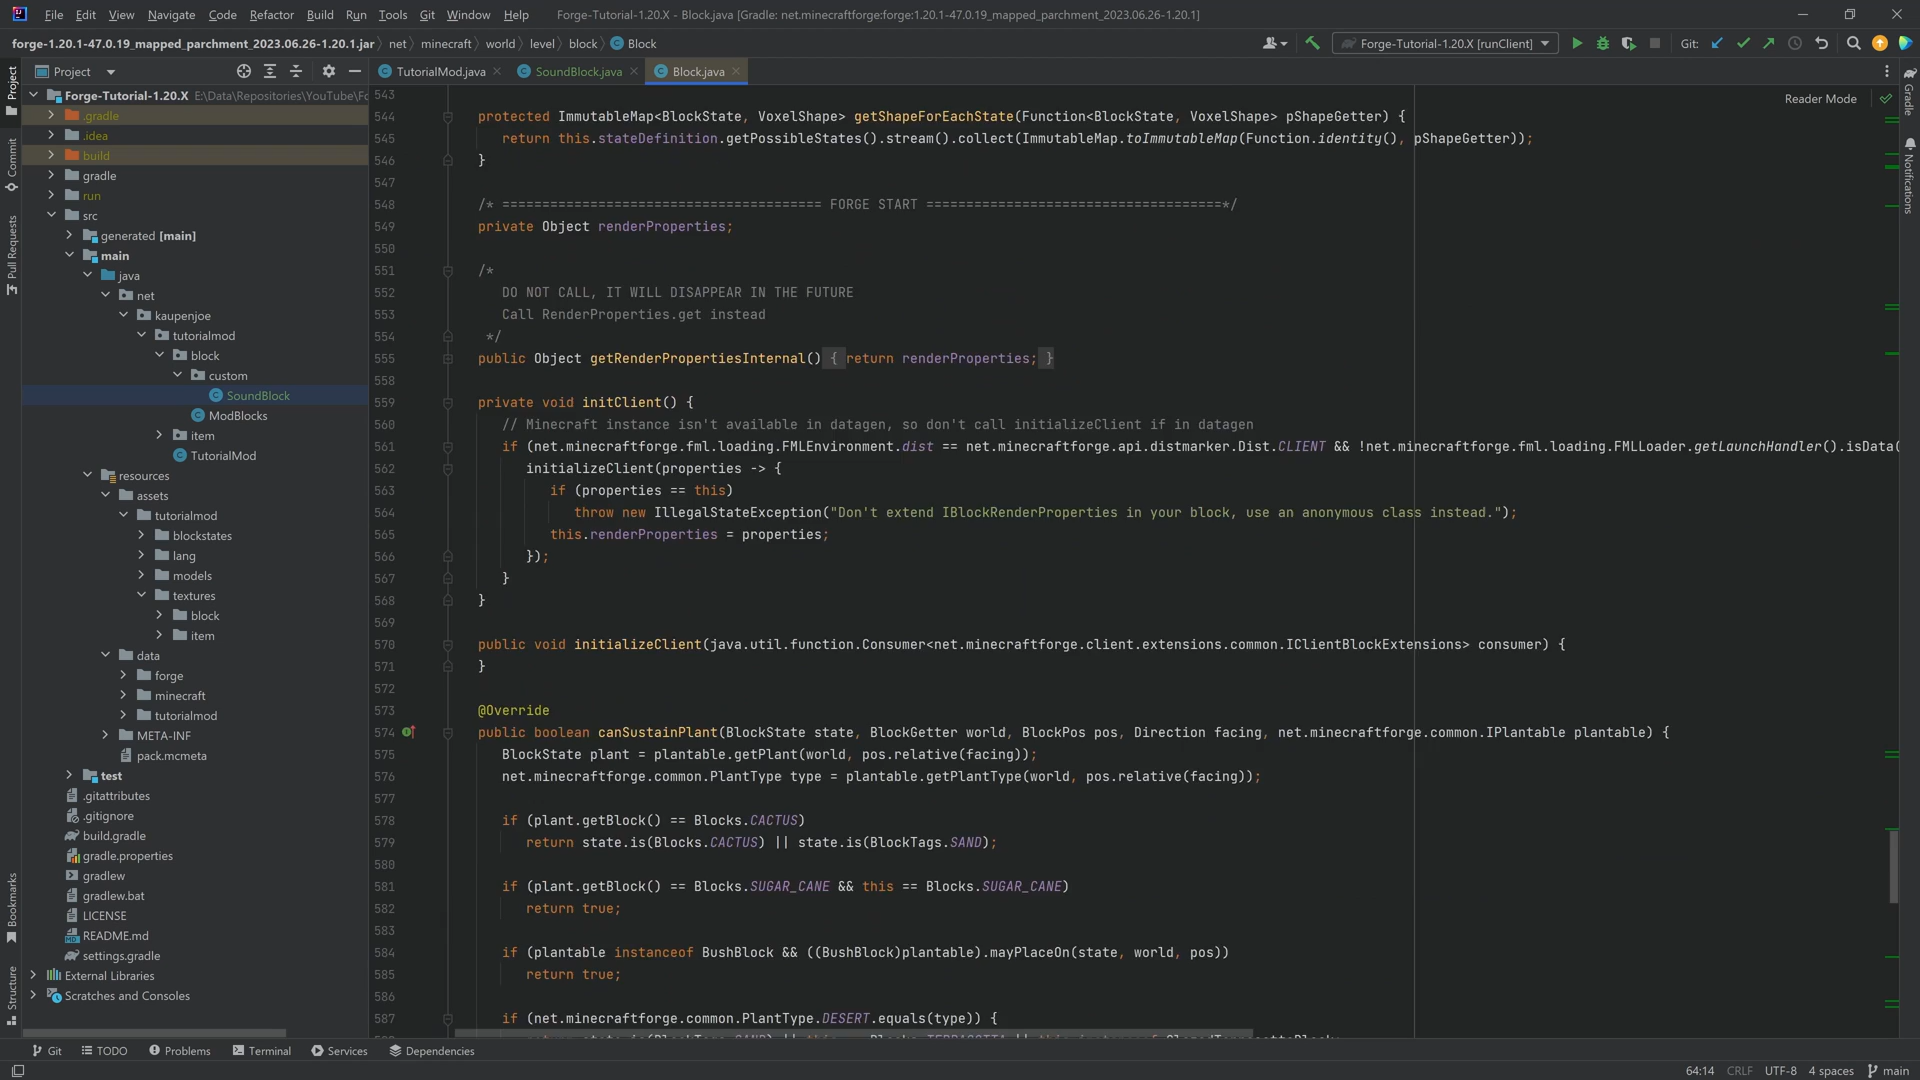 File Edit View Navigate Code Refactor Build Run Tools Git Window Help Forge-Tutorial-1.20.X - Block.java [Gradle: net.minecraftforge:forge:1.20.1-47.0.19_mapped_parchment_2023.06.26-1.20.1]
forge-1.20.1-47.0.19_mapped_parchment_2023.06.26-1.20.1.jar net minecraft world level block Block Forge-Tutorial-1.20.X [runClient] Git:
Project TutorialMod.java SoundBlock.java Block.java
Reader Mode
Project
Commit
Pull Requests
Bookmarks
Structure
Gradle
Notifications
Forge-Tutorial-1.20.X E:\Data\Repositories\YouTube\Fo
.gradle
.idea
build
gradle
run
src
generated [main]
main
java
net
kaupenjoe
tutorialmod
block
custom
SoundBlock
ModBlocks
item
TutorialMod
resources
assets
tutorialmod
blockstates
lang
models
textures
block
item
data
forge
minecraft
tutorialmod
META-INF
pack.mcmeta
test
.gitattributes
.gitignore
build.gradle
gradle.properties
gradlew
gradlew.bat
LICENSE
README.md
settings.gradle
External Libraries
Scratches and Consoles
543
544 protected ImmutableMap<BlockState, VoxelShape> getShapeForEachState(Function<BlockState, VoxelShape> pShapeGetter) {
545 return this.stateDefinition.getPossibleStates().stream().collect(ImmutableMap.toImmutableMap(Function.identity(), pShapeGetter));
546 }
547
548 /* ======================================== FORGE START =====================================*/
549 private Object renderProperties;
550
551 /*
552 DO NOT CALL, IT WILL DISAPPEAR IN THE FUTURE
553 Call RenderProperties.get instead
554 */
555 public Object getRenderPropertiesInternal() { return renderProperties; }
558
559 private void initClient() {
560 // Minecraft instance isn't available in datagen, so don't call initializeClient if in datagen
561 if (net.minecraftforge.fml.loading.FMLEnvironment.dist == net.minecraftforge.api.distmarker.Dist.CLIENT && !net.minecraftforge.fml.loading.FMLLoader.getLaunchHandler().isData(
562 initializeClient(properties -> {
563 if (properties == this)
564 throw new IllegalStateException("Don't extend IBlockRenderProperties in your block, use an anonymous class instead.");
565 this.renderProperties = properties;
566 });
567 }
568 }
569
570 public void initializeClient(java.util.function.Consumer<net.minecraftforge.client.extensions.common.IClientBlockExtensions> consumer) {
571 }
572
573 @Override
574 public boolean canSustainPlant(BlockState state, BlockGetter world, BlockPos pos, Direction facing, net.minecraftforge.common.IPlantable plantable) {
575 BlockState plant = plantable.getPlant(world, pos.relative(facing));
576 net.minecraftforge.common.PlantType type = plantable.getPlantType(world, pos.relative(facing));
577
578 if (plant.getBlock() == Blocks.CACTUS)
579 return state.is(Blocks.CACTUS) || state.is(BlockTags.SAND);
580
581 if (plant.getBlock() == Blocks.SUGAR_CANE && this == Blocks.SUGAR_CANE)
582 return true;
583
584 if (plantable instanceof BushBlock && ((BushBlock)plantable).mayPlaceOn(state, world, pos))
585 return true;
586
587 if (net.minecraftforge.common.PlantType.DESERT.equals(type)) {
Git TODO Problems Terminal Services Dependencies
64:14 CRLF UTF-8 4 spaces main